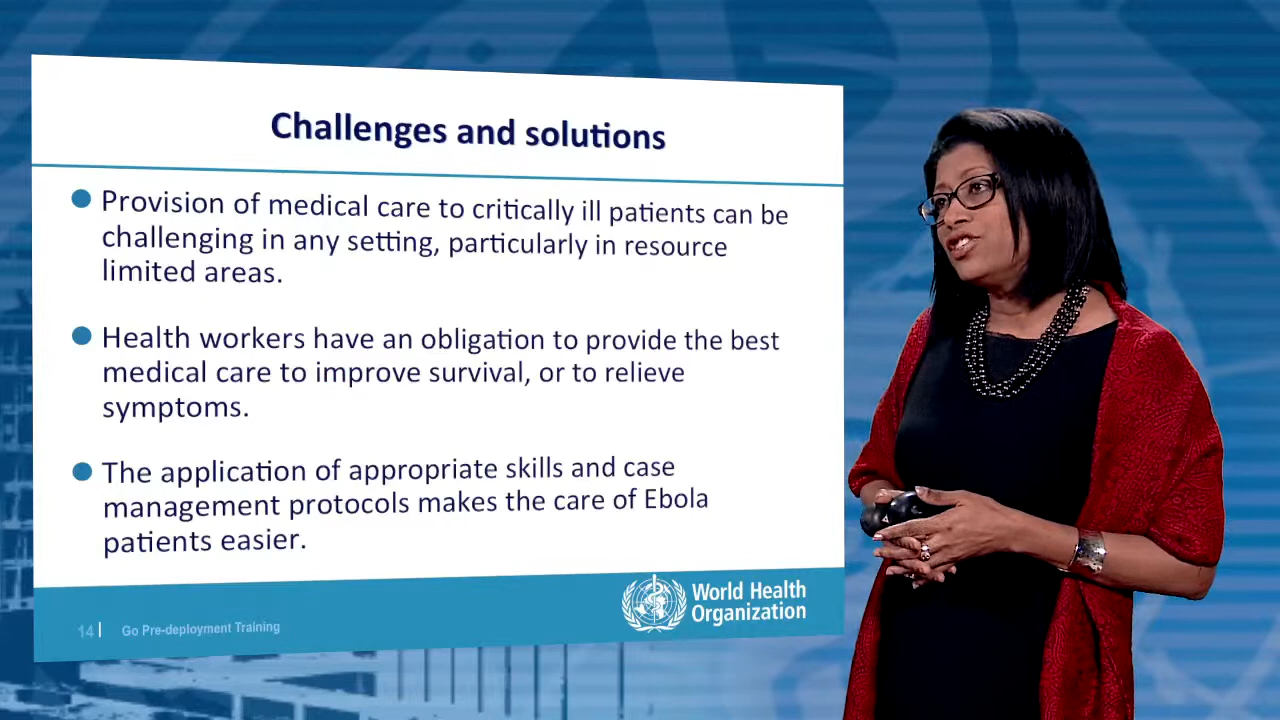 Challenges and solutions
Provision of medical care to critically ill patients can be
challenging in any setting, particularly in resource
limited areas.
Health workers have an obligation to provide the best
medical care to improve survival, or to relieve
symptoms.
The application of appropriate skills and case
management protocols makes the care of Ebola
patients easier.
14 Go Pre-deployment Training
World Health
Organization